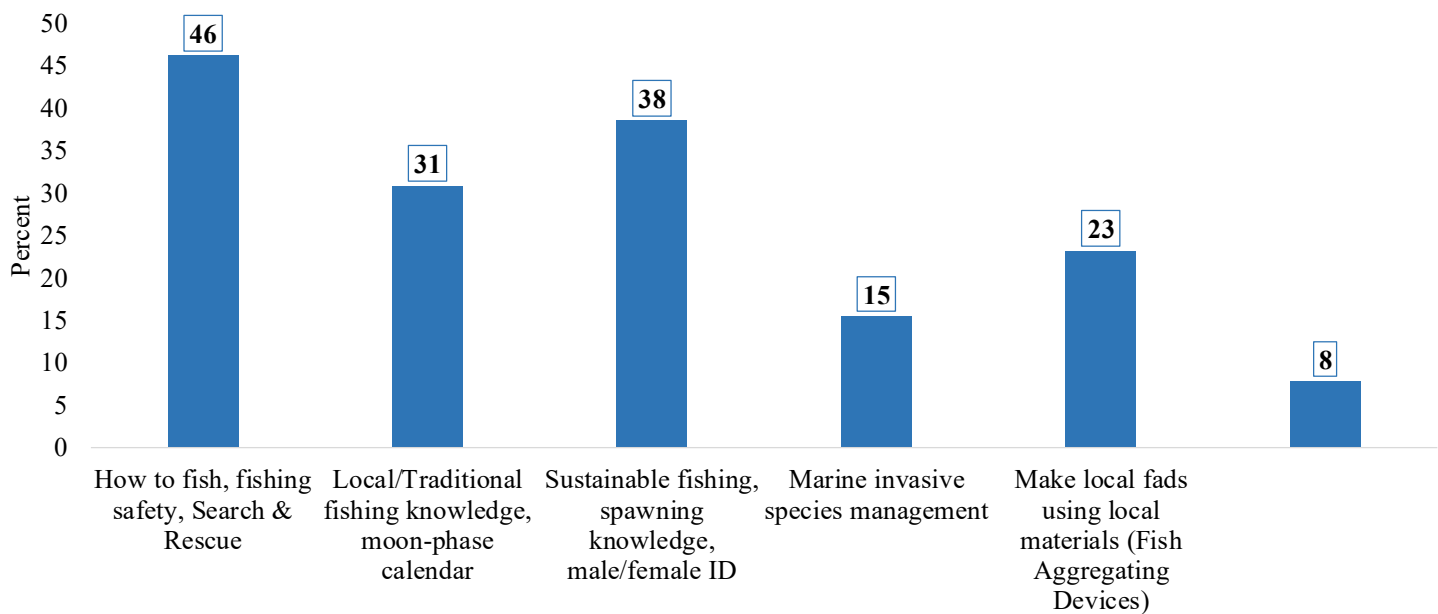 50
45
40
35
30
25
20
15
10
5
0
Percent
46
31
38
15
23
8
How to fish, fishing
safety, Search &
Rescue
Local/Traditional
fishing knowledge,
moon-phase
calendar
Sustainable fishing,
spawning
knowledge,
male/female ID
Marine invasive
species management
Make local fads
using local
materials (Fish
Aggregating
Devices)